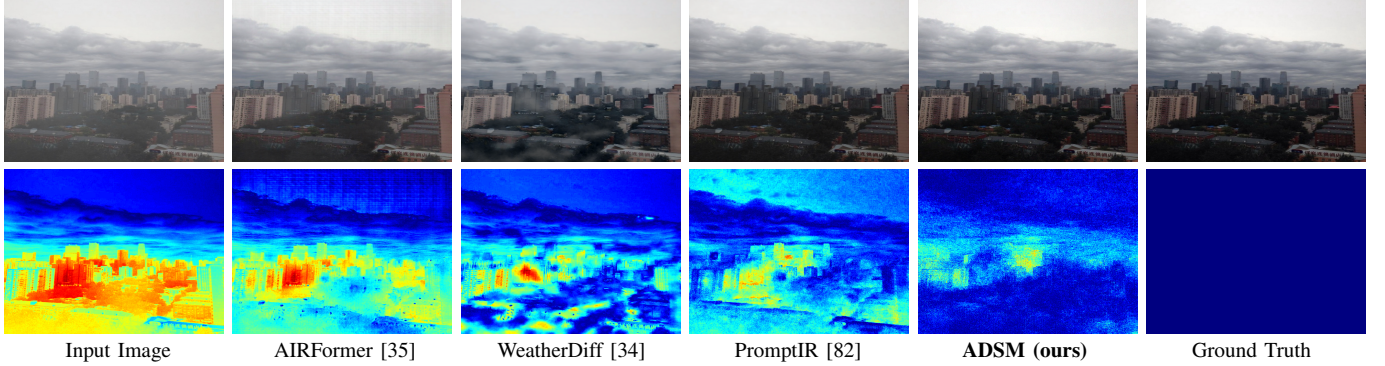 Input Image AIRFormer [35] WeatherDiff [34] PromptIR [82] ADSM (ours) Ground Truth